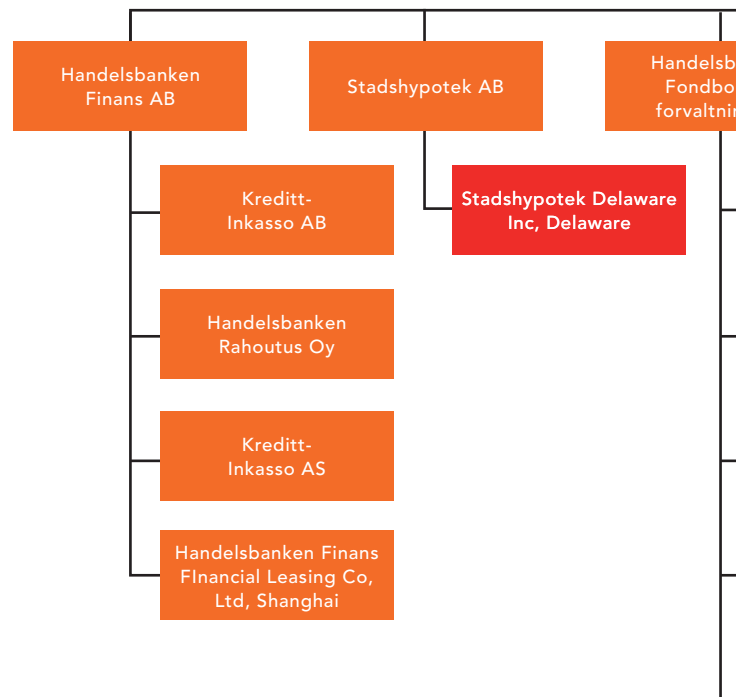 Handelsbanken
Finans AB
Stadshypotek AB
Kreditt-
Inkasso AB
Stadshypotek Delaware
Inc, Delaware
Handelsbanken
Rahoutus Oy
Kreditt-
Inkasso AS
Handelsbanken Finans
FInancial Leasing Co,
Ltd, Shanghai